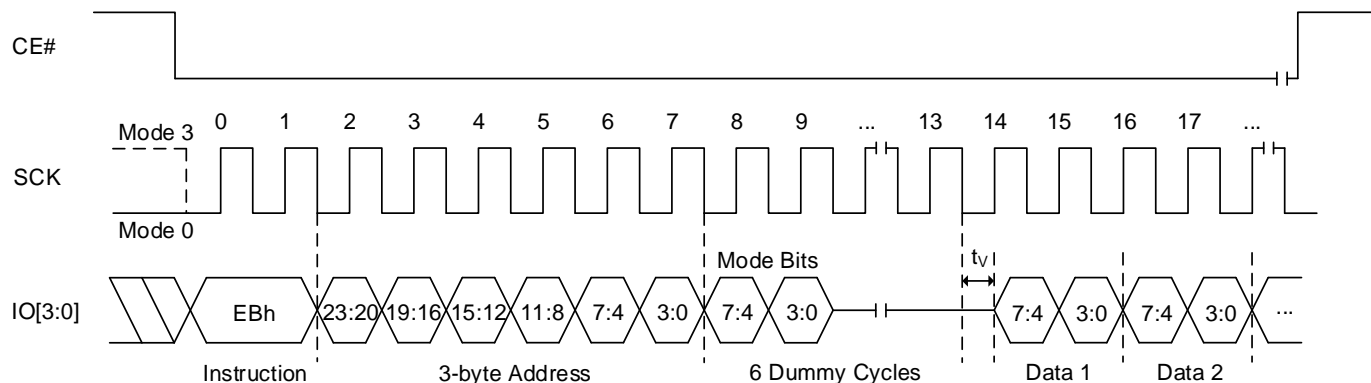 CE#
0 1 2 3 4 5 6 7 8 9 ... 13 14 15 16 17 ...
Mode 3
SCK
Mode 0
Mode Bits tV
IO[3:0] EBh 23:20 19:16 15:12 11:8 7:4 3:0 7:4 3:0 7:4 3:0 7:4 3:0 ...
Instruction 3-byte Address 6 Dummy Cycles Data 1 Data 2